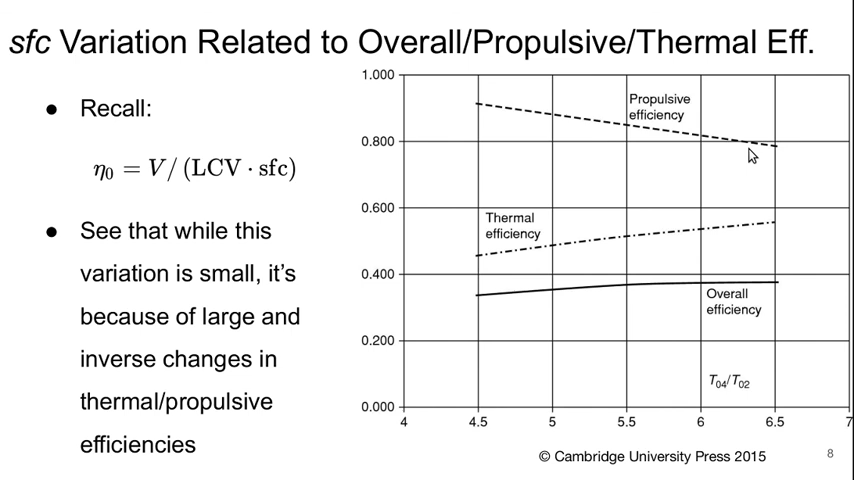 sfc Variation Related to Overall/Propulsive/Thermal Eff.
● Recall:
η₀ = V/ (LCV · sfc)
● See that while this
variation is small, it's
because of large and
inverse changes in
thermal/propulsive
efficiencies
1.000
0.800
0.600
0.400
0.200
0.000
Propulsive
efficiency
Thermal
efficiency
Overall
efficiency
T₀₄/T₀₂
4 4.5 5 5.5 6 6.5 7
© Cambridge University Press 2015
8